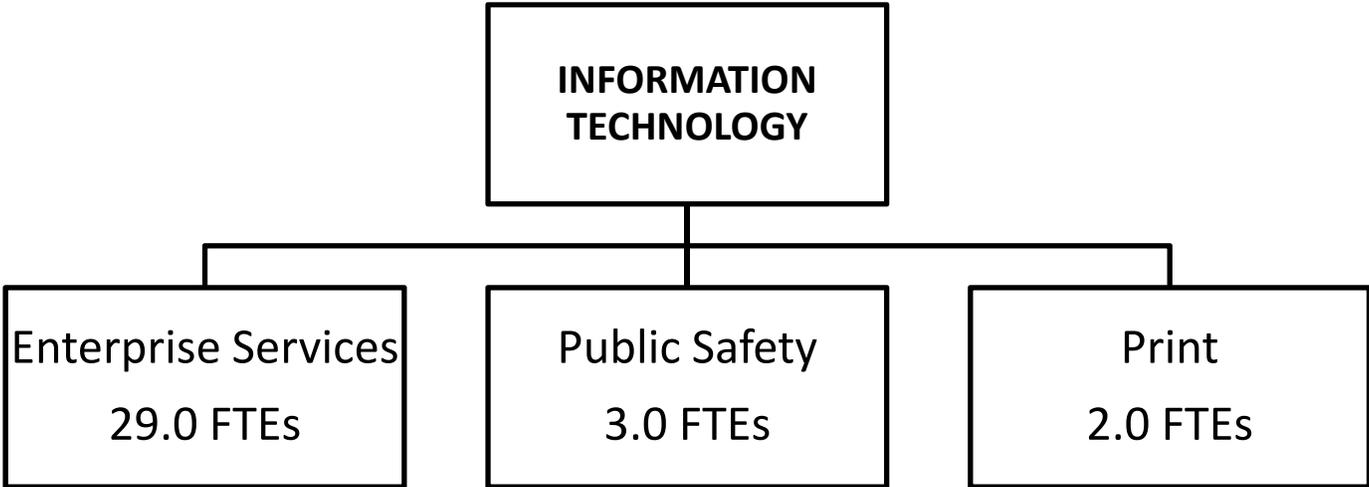 INFORMATION
TECHNOLOGY
Enterprise Services
29.0 FTEs
Public Safety
3.0 FTEs
Print
2.0 FTEs